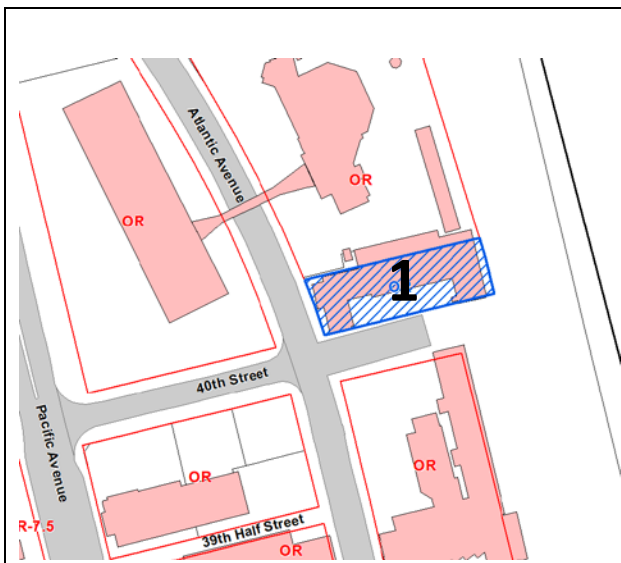 Atlantic Avenue
OR
OR
1
40th Street
Pacific Avenue
OR
OR
R-7.5
39th Half Street
OR